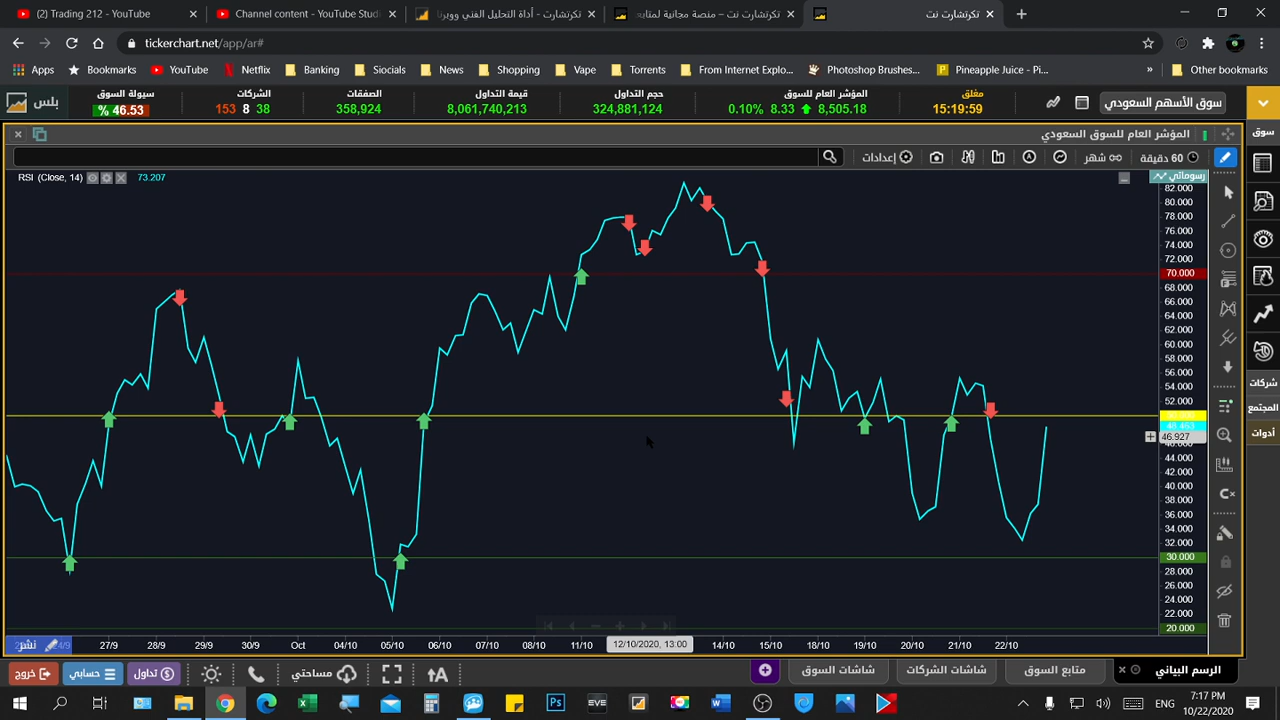 (2) Trading 212 - YouTube
Channel content - YouTube Studi
تكرتشارت - أداة التحليل الفني ووبرنا
تكرتشارت نت – منصة مجانية لمتابع
تكرتشارت نت
tickerchart.net/app/ar#
Apps
Bookmarks
YouTube
Netflix
Banking
Siocials
News
Shopping
Vape
Torrents
From Internet Explo...
Photoshop Brushes...
Pineapple Juice - Pi...
»
Other bookmarks
سوق الأسهم السعودي
مغلق
15:19:59
المؤشر العام للسوق
0.10% 8.33 8,505.18
حجم التداول
324,881,124
قيمة التداول
8,061,740,213
الصفقات
358,924
الشركات
153 8 38
سيولة السوق
% 46.53
بلس
المؤشر العام للسوق السعودي
إعدادات
شهر
60 دقيقة
سوق
شركات
المجتمع
أدوات
RSI (Close, 14) 73.207
رسوماتي
82.000
80.000
78.000
76.000
74.000
72.000
70.000
68.000
66.000
64.000
62.000
60.000
58.000
56.000
54.000
52.000
46.463
46.927
44.000
42.000
40.000
38.000
36.000
34.000
32.000
30.000
28.000
26.000
24.000
22.000
20.000
نشر
27/9
28/9
29/9
30/9
Oct
04/10
05/10
06/10
07/10
08/10
11/10
12/10/2020, 13:00
14/10
15/10
18/10
19/10
20/10
21/10
22/10
الرسم البياني
متابع السوق
شاشات الشركات
شاشات السوق
AA
مساحتي
تداول
حسابي
خروج
ENG
7:17 PM
10/22/2020